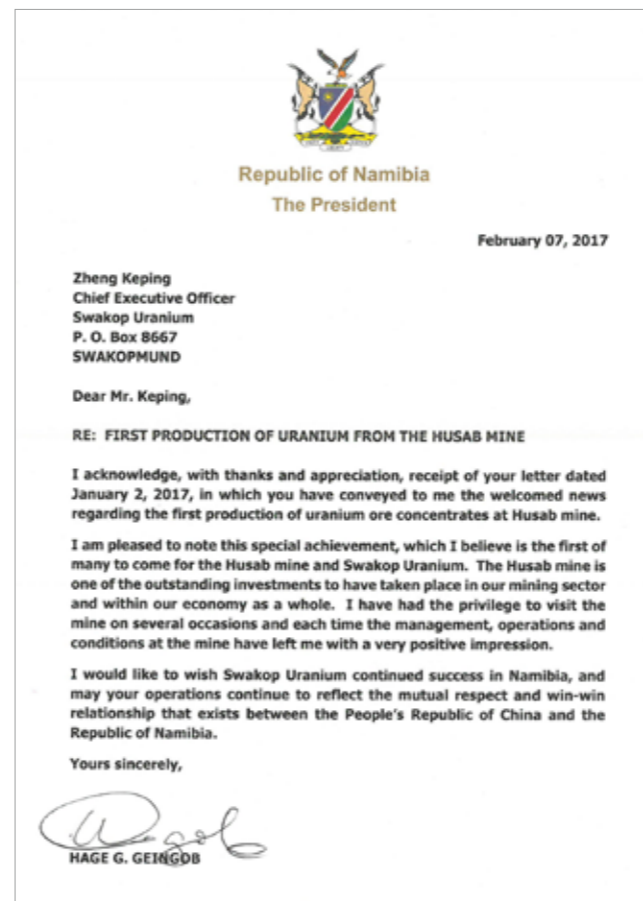 Republic of Namibia
The President
February 07, 2017
Zheng Keping
Chief Executive Officer
Swakop Uranium
P. O. Box 8667
SWAKOPMUND
Dear Mr. Keping,
RE: FIRST PRODUCTION OF URANIUM FROM THE HUSAB MINE
I acknowledge, with thanks and appreciation, receipt of your letter dated
January 2, 2017, in which you have conveyed to me the welcomed news
regarding the first production of uranium ore concentrates at Husab mine.
I am pleased to note this special achievement, which I believe is the first of
many to come for the Husab mine and Swakop Uranium. The Husab mine is
one of the outstanding investments to have taken place in our mining sector
and within our economy as a whole. I have had the privilege to visit the
mine on several occasions and each time the management, operations and
conditions at the mine have left me with a very positive impression.
I would like to wish Swakop Uranium continued success in Namibia, and
may your operations continue to reflect the mutual respect and win-win
relationship that exists between the People's Republic of China and the
Republic of Namibia.
Yours sincerely,
HAGE G. GEINGOB